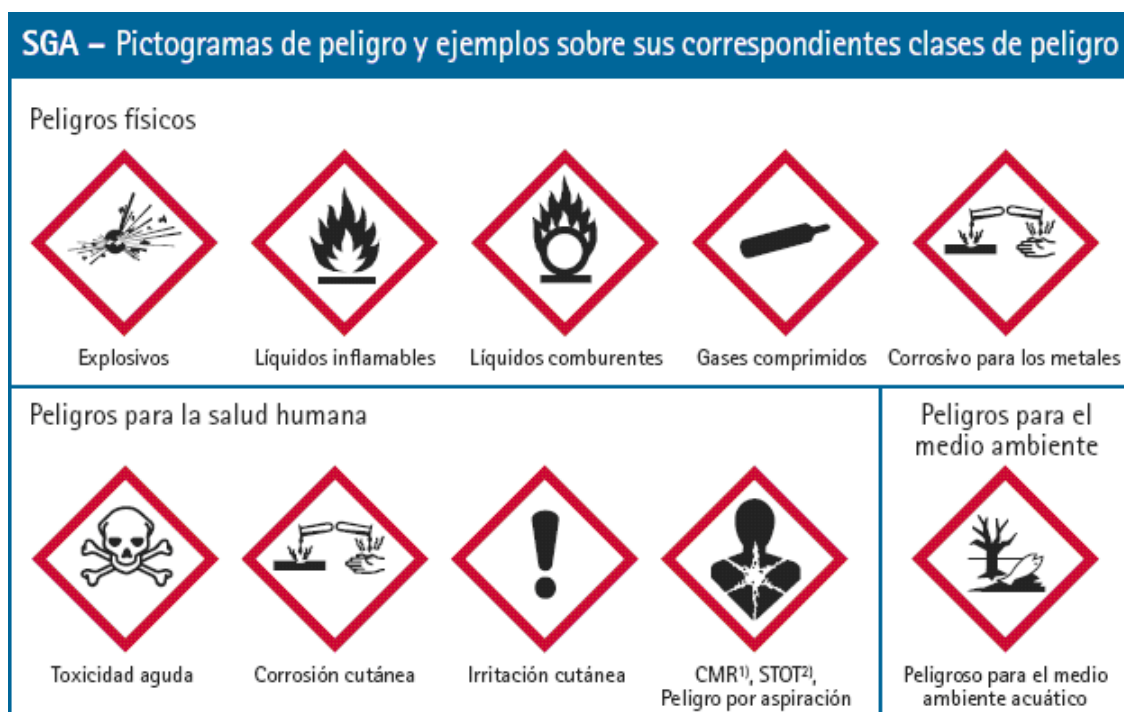 SGA – Pictogramas de peligro y ejemplos sobre sus correspondientes clases de peligro
Peligros físicos
Explosivos
Líquidos inflamables
Líquidos comburentes
Gases comprimidos
Corrosivo para los metales
Peligros para la salud humana
Toxicidad aguda
Corrosión cutánea
Irritación cutánea
CMR¹⁾, STOT²⁾,
Peligro por aspiración
Peligros para el
medio ambiente
Peligroso para el medio
ambiente acuático